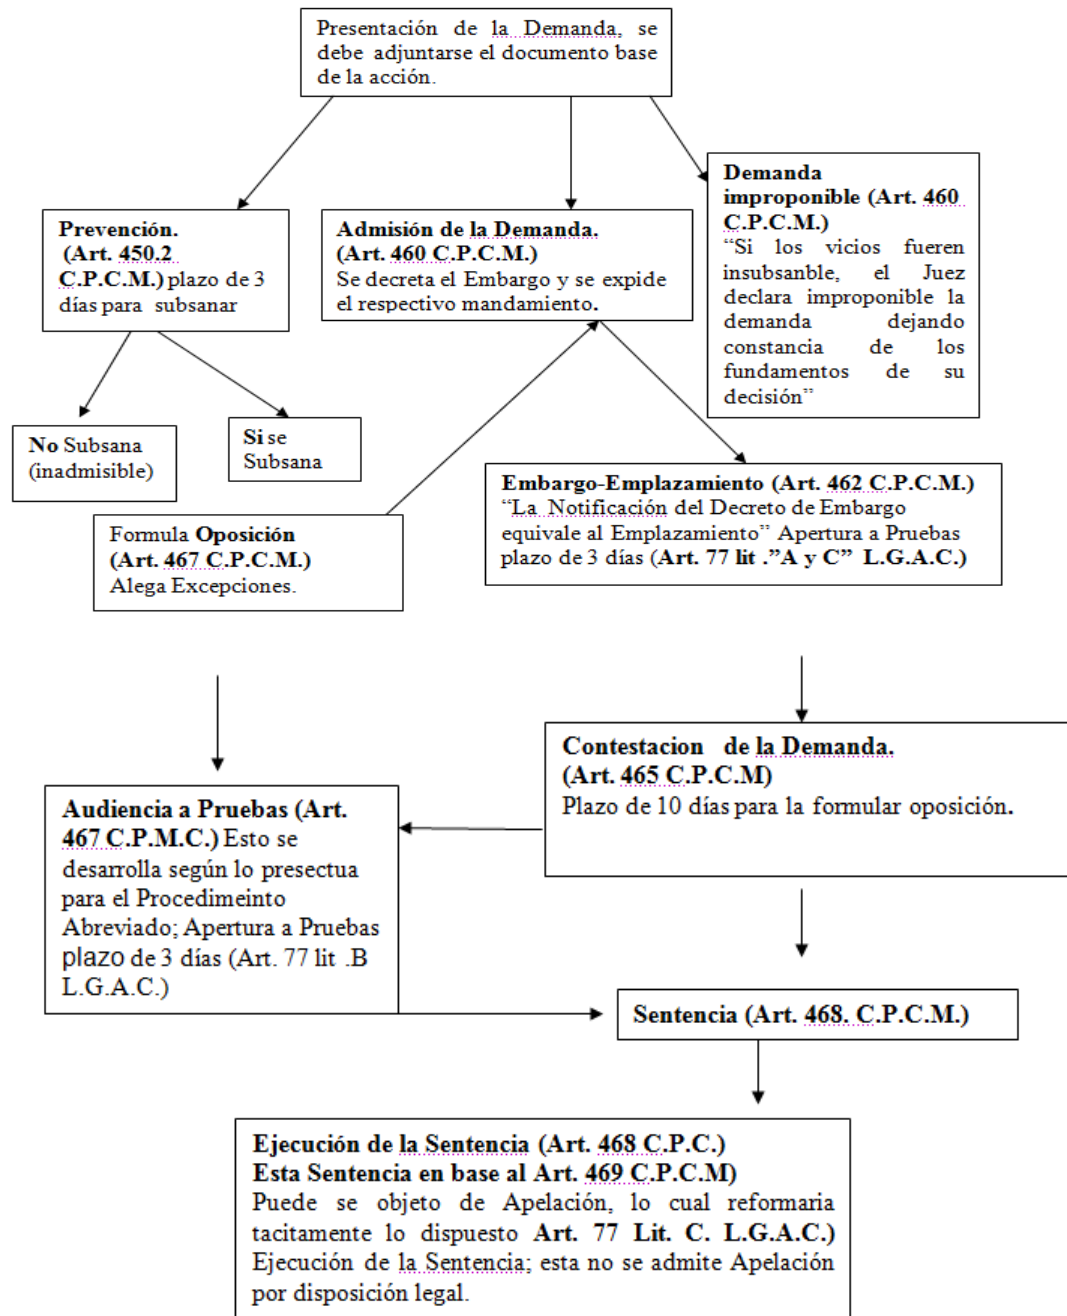 Presentación de la Demanda, se
debe adjuntarse el documento base
de la acción.
Prevención.
(Art. 450.2
C.P.C.M.) plazo de 3
días para subsanar
Admisión de la Demanda.
(Art. 460 C.P.C.M.)
Se decreta el Embargo y se expide
el respectivo mandamiento.
Demanda
improponible (Art. 460
C.P.C.M.)
“Si los vicios fueren
insubsanble, el Juez
declara improponible la
demanda dejando
constancia de los
fundamentos de su
decisión”
No Subsana
(inadmisible)
Si se
Subsana
Formula Oposición
(Art. 467 C.P.C.M.)
Alega Excepciones.
Embargo-Emplazamiento (Art. 462 C.P.C.M.)
“La Notificación del Decreto de Embargo
equivale al Emplazamiento” Apertura a Pruebas
plazo de 3 días (Art. 77 lit .”A y C” L.G.A.C.)
Contestacion de la Demanda.
(Art. 465 C.P.C.M)
Plazo de 10 días para la formular oposición.
Audiencia a Pruebas (Art.
467 C.P.M.C.) Esto se
desarrolla según lo presectua
para el Procedimeinto
Abreviado; Apertura a Pruebas
plazo de 3 días (Art. 77 lit .B
L.G.A.C.)
Sentencia (Art. 468. C.P.C.M.)
Ejecución de la Sentencia (Art. 468 C.P.C.)
Esta Sentencia en base al Art. 469 C.P.C.M)
Puede se objeto de Apelación, lo cual reformaria
tacitamente lo dispuesto Art. 77 Lit. C. L.G.A.C.)
Ejecución de la Sentencia; esta no se admite Apelación
por disposición legal.